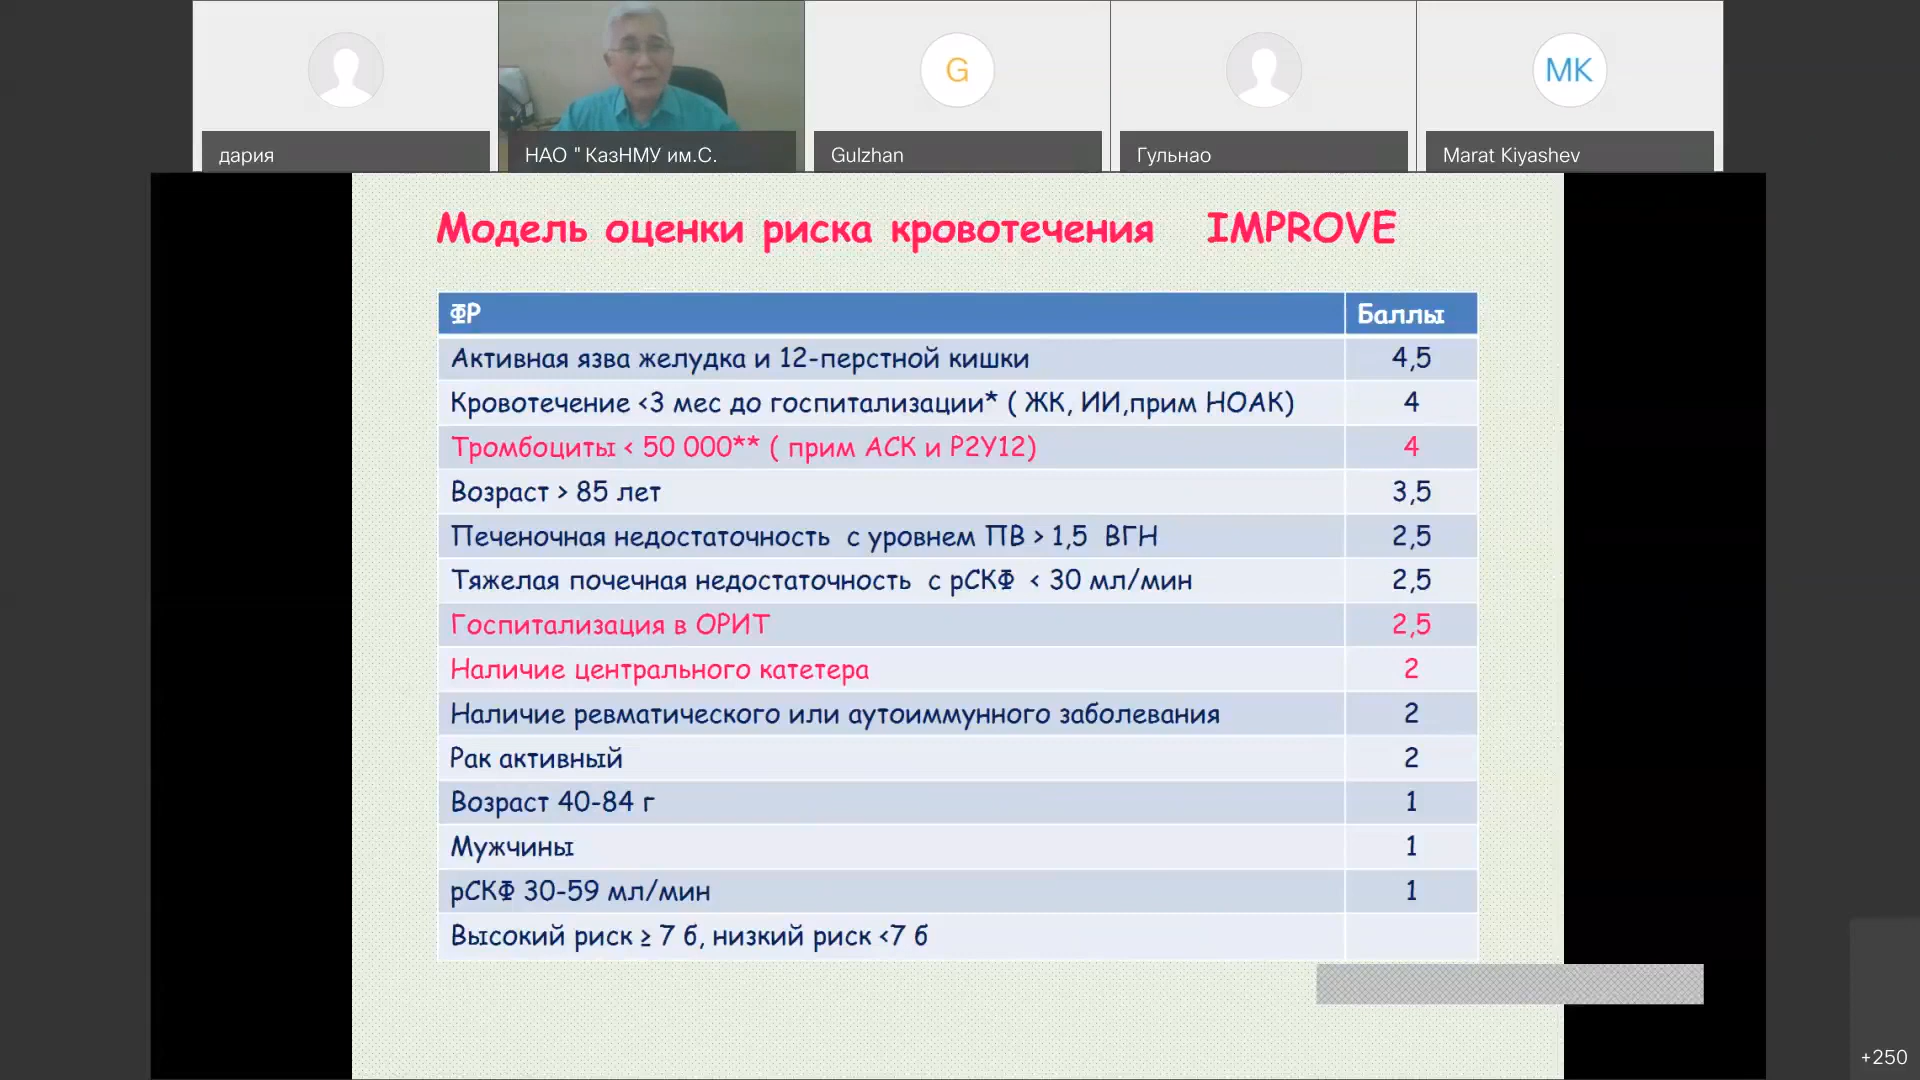 дария
НАО " КазНМУ им.С.
G
Gulzhan
Гульнао
MK
Marat Kiyashev
Модель оценки риска кровотечения IMPROVE
ФР Баллы
Активная язва желудка и 12-перстной кишки 4,5
Кровотечение <3 мес до госпитализации* ( ЖК, ИИ,прим НОАК) 4
Тромбоциты < 50 000** ( прим АСК и P2Y12) 4
Возраст > 85 лет 3,5
Печеночная недостаточность с уровнем ПВ > 1,5 ВГН 2,5
Тяжелая почечная недостаточность с рСКФ < 30 мл/мин 2,5
Госпитализация в ОРИТ 2,5
Наличие центрального катетера 2
Наличие ревматического или аутоиммунного заболевания 2
Рак активный 2
Возраст 40-84 г 1
Мужчины 1
рСКФ 30-59 мл/мин 1
Высокий риск ≥ 7 б, низкий риск <7 б
+250